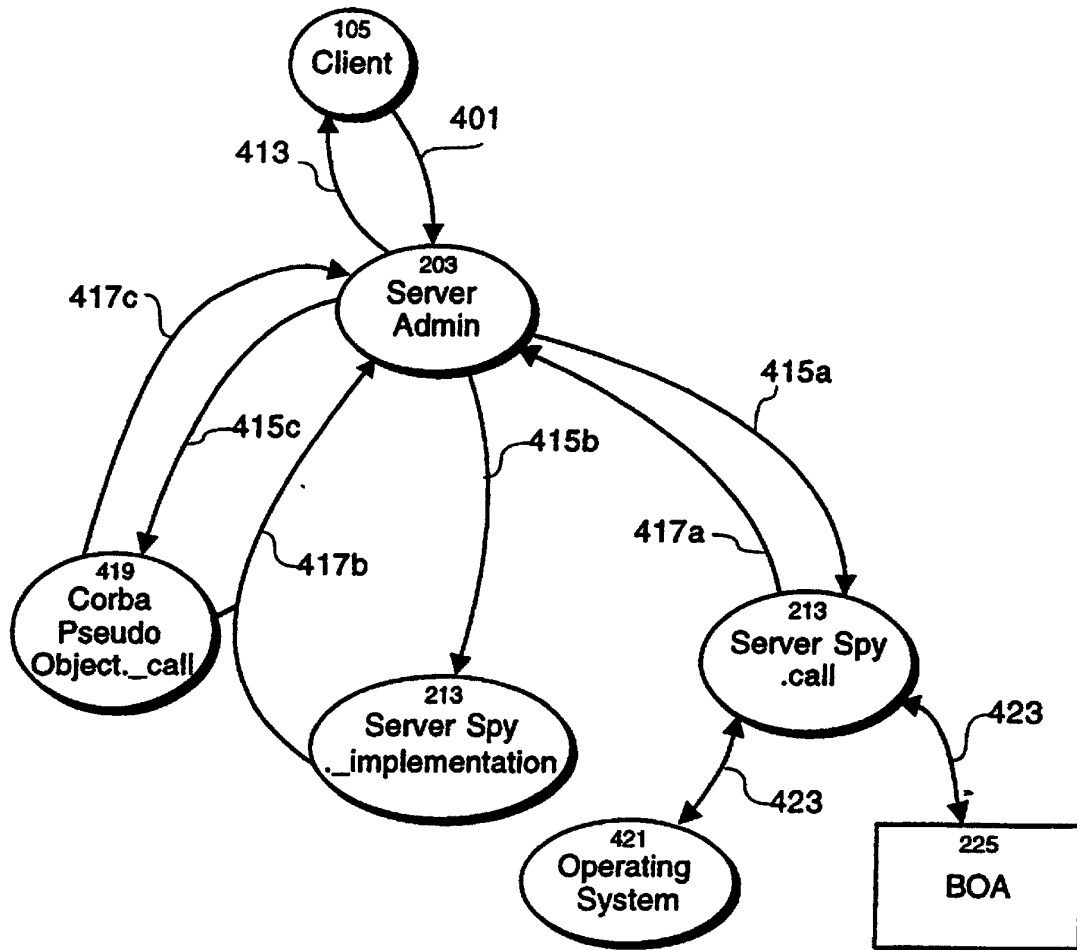 105
Client
401
413
203
Server
Admin
417c
415a
415c
415b
417a
417b
419
Corba
Pseudo
Object._call
213
Server Spy
.call
213
Server Spy
._implementation
423
423
421
Operating
System
225
BOA